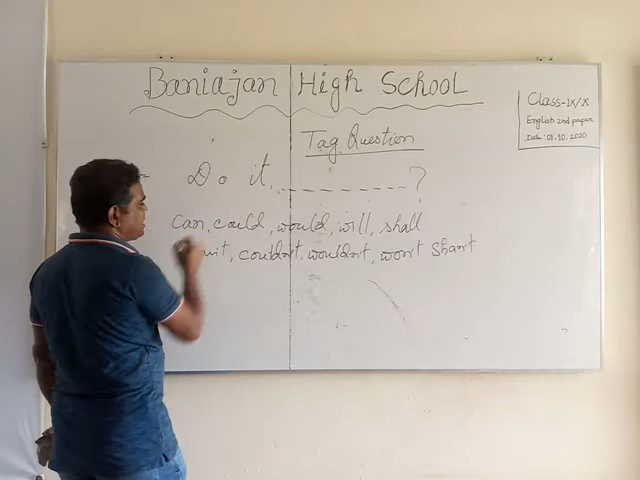 Baniajan High School
Class-IX/X
English 2nd paper
Date: 01.10.2020
Tag Question
Do it, ----------?
can, could, would, will, shall
couldn't, wouldn't, won't shan't